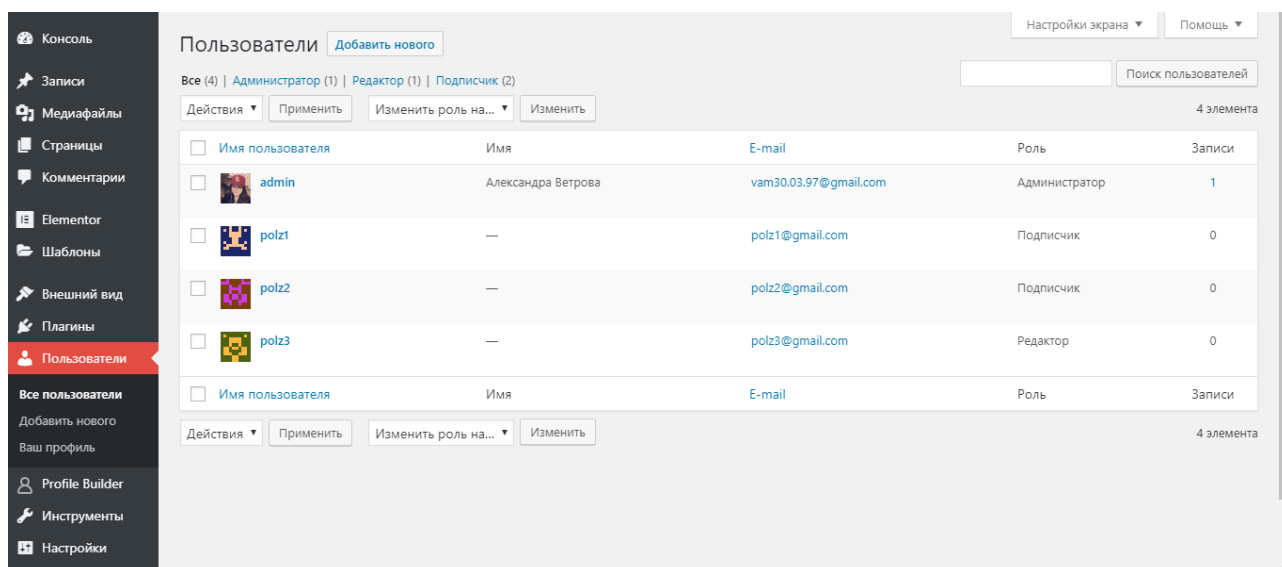 Консоль
Записи
Медиафайлы
Страницы
Комментарии
Elementor
Шаблоны
Внешний вид
Плагины
Пользователи
Все пользователи
Добавить нового
Ваш профиль
Profile Builder
Инструменты
Настройки
Настройки экрана ▼ Помощь ▼
Пользователи Добавить нового
Все (4) | Администратор (1) | Редактор (1) | Подписчик (2)
Поиск пользователей
Действия ▼ Применить Изменить роль на... ▼ Изменить 4 элемента
Имя пользователя Имя E-mail Роль Записи
admin Александра Ветрова vam30.03.97@gmail.com Администратор 1
polz1 — polz1@gmail.com Подписчик 0
polz2 — polz2@gmail.com Подписчик 0
polz3 — polz3@gmail.com Редактор 0
Имя пользователя Имя E-mail Роль Записи
Действия ▼ Применить Изменить роль на... ▼ Изменить 4 элемента